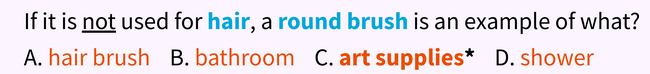 If it is not used for hair, a round brush is an example of what?
A. hair brush B. bathroom C. art supplies* D. shower